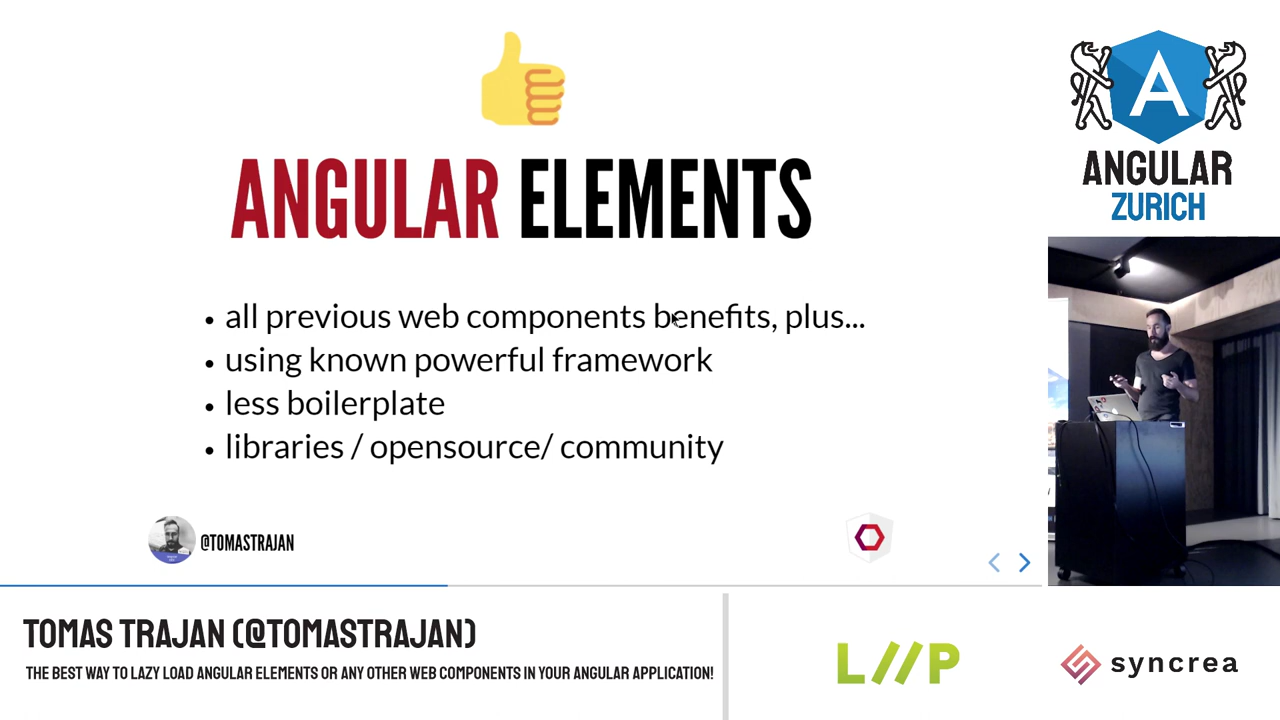 ANGULAR ELEMENTS
• all previous web components benefits, plus...
• using known powerful framework
• less boilerplate
• libraries / opensource/ community
@TOMASTRAJAN
A
ANGULAR
ZURICH
TOMAS TRAJAN (@TOMASTRAJAN)
THE BEST WAY TO LAZY LOAD ANGULAR ELEMENTS OR ANY OTHER WEB COMPONENTS IN YOUR ANGULAR APPLICATION!
LIIP
syncrea